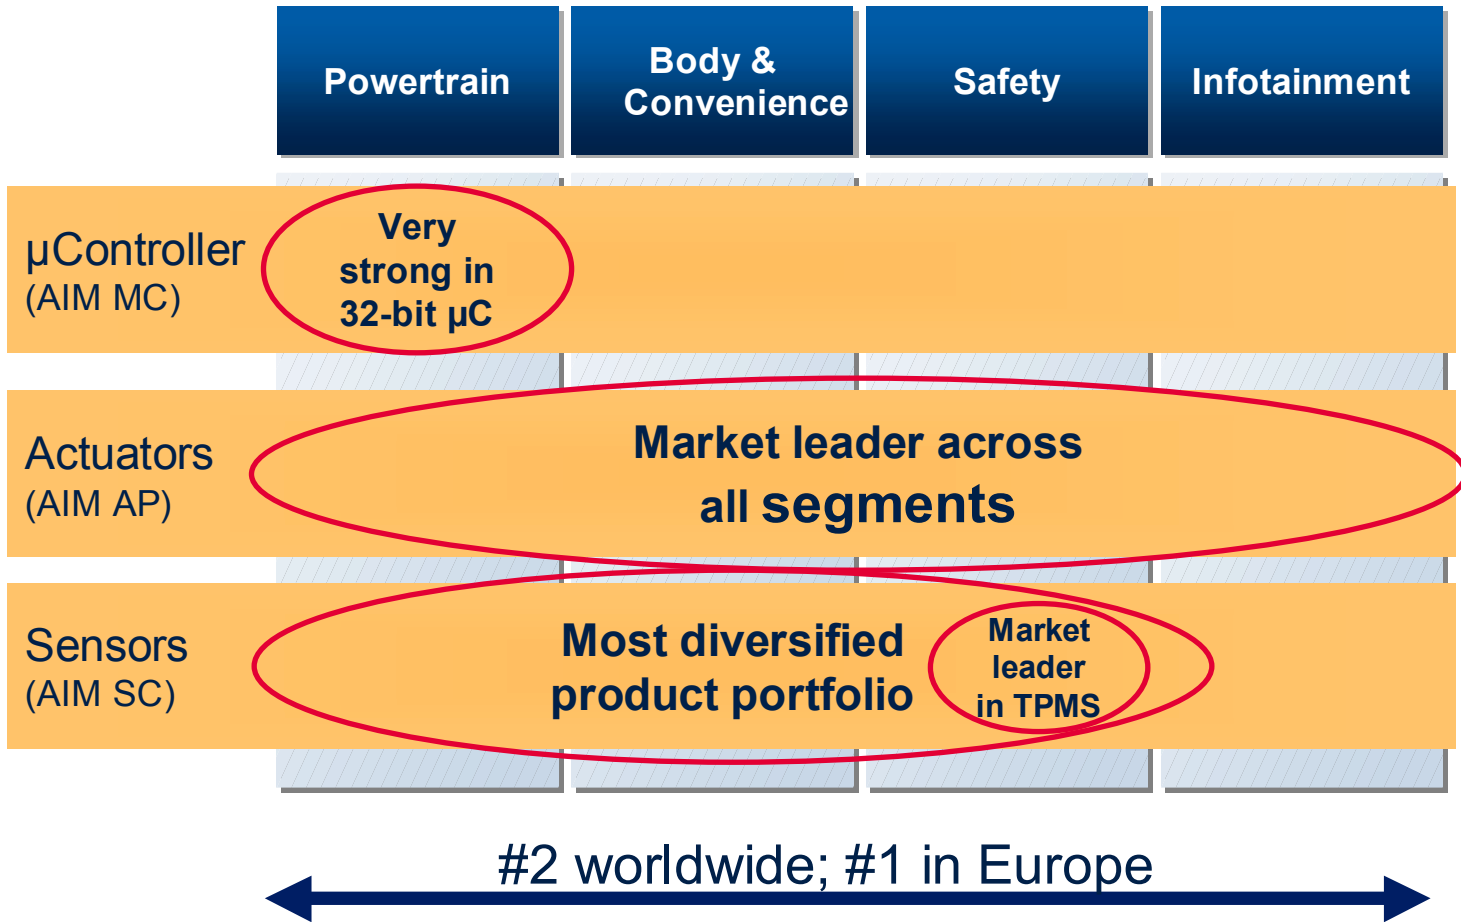 Powertrain
Body &
Convenience
Safety
Infotainment
µController
(AIM MC)
Very
strong in
32-bit µC
Actuators
(AIM AP)
Market leader across
all segments
Sensors
(AIM SC)
Most diversified
product portfolio
Market
leader
in TPMS
#2 worldwide; #1 in Europe